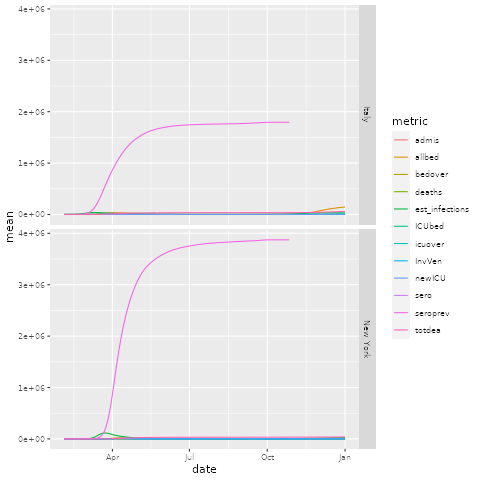 4e+06
3e+06
2e+06
1e+06
0e+00
Italy
4e+06
3e+06
2e+06
1e+06
0e+00
New York
mean
Apr Jul Oct Jan
date
metric
admis
allbed
bedover
deaths
est_infections
ICUbed
icuover
InvVen
newICU
sero
seroprev
totdea